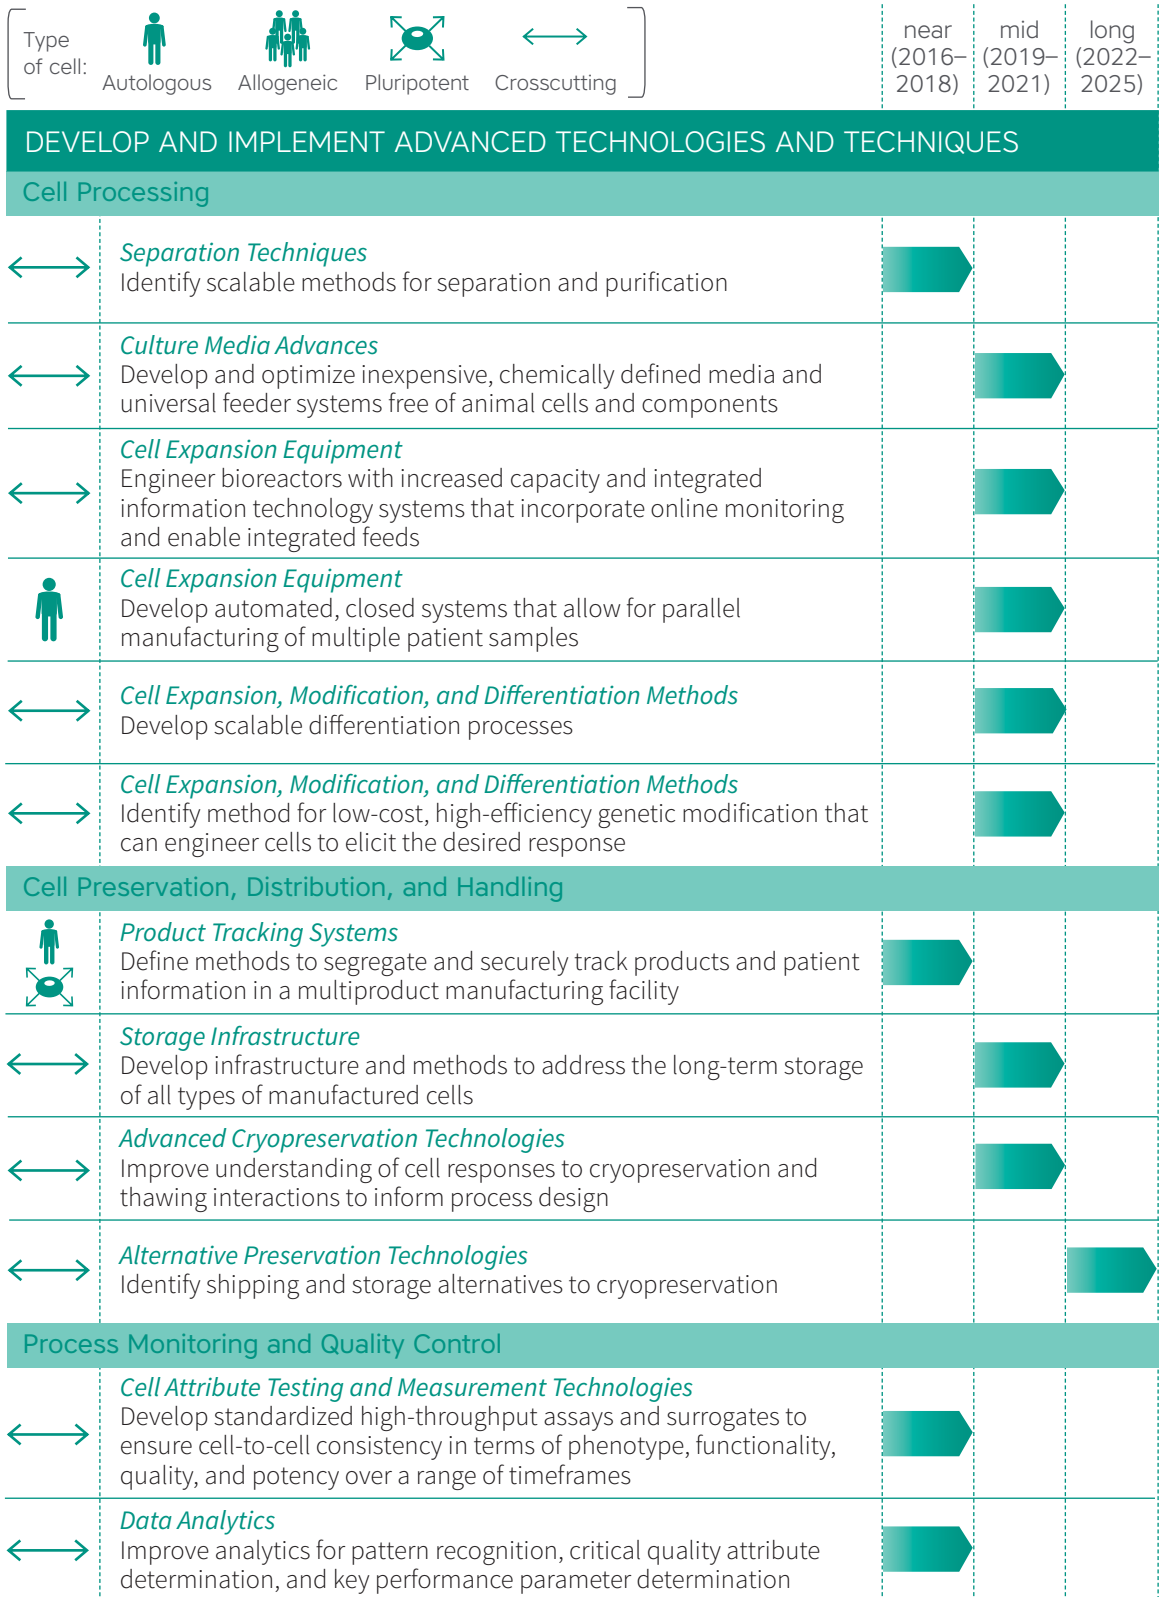 Type
of cell:
Autologous
Allogeneic
Pluripotent
Crosscutting
near
(2016–
2018)
mid
(2019–
2021)
long
(2022–
2025)
DEVELOP AND IMPLEMENT ADVANCED TECHNOLOGIES AND TECHNIQUES
Cell Processing
Separation Techniques
Identify scalable methods for separation and purification
Culture Media Advances
Develop and optimize inexpensive, chemically defined media and
universal feeder systems free of animal cells and components
Cell Expansion Equipment
Engineer bioreactors with increased capacity and integrated
information technology systems that incorporate online monitoring
and enable integrated feeds
Cell Expansion Equipment
Develop automated, closed systems that allow for parallel
manufacturing of multiple patient samples
Cell Expansion, Modification, and Differentiation Methods
Develop scalable differentiation processes
Cell Expansion, Modification, and Differentiation Methods
Identify method for low-cost, high-efficiency genetic modification that
can engineer cells to elicit the desired response
Cell Preservation, Distribution, and Handling
Product Tracking Systems
Define methods to segregate and securely track products and patient
information in a multiproduct manufacturing facility
Storage Infrastructure
Develop infrastructure and methods to address the long-term storage
of all types of manufactured cells
Advanced Cryopreservation Technologies
Improve understanding of cell responses to cryopreservation and
thawing interactions to inform process design
Alternative Preservation Technologies
Identify shipping and storage alternatives to cryopreservation
Process Monitoring and Quality Control
Cell Attribute Testing and Measurement Technologies
Develop standardized high-throughput assays and surrogates to
ensure cell-to-cell consistency in terms of phenotype, functionality,
quality, and potency over a range of timeframes
Data Analytics
Improve analytics for pattern recognition, critical quality attribute
determination, and key performance parameter determination